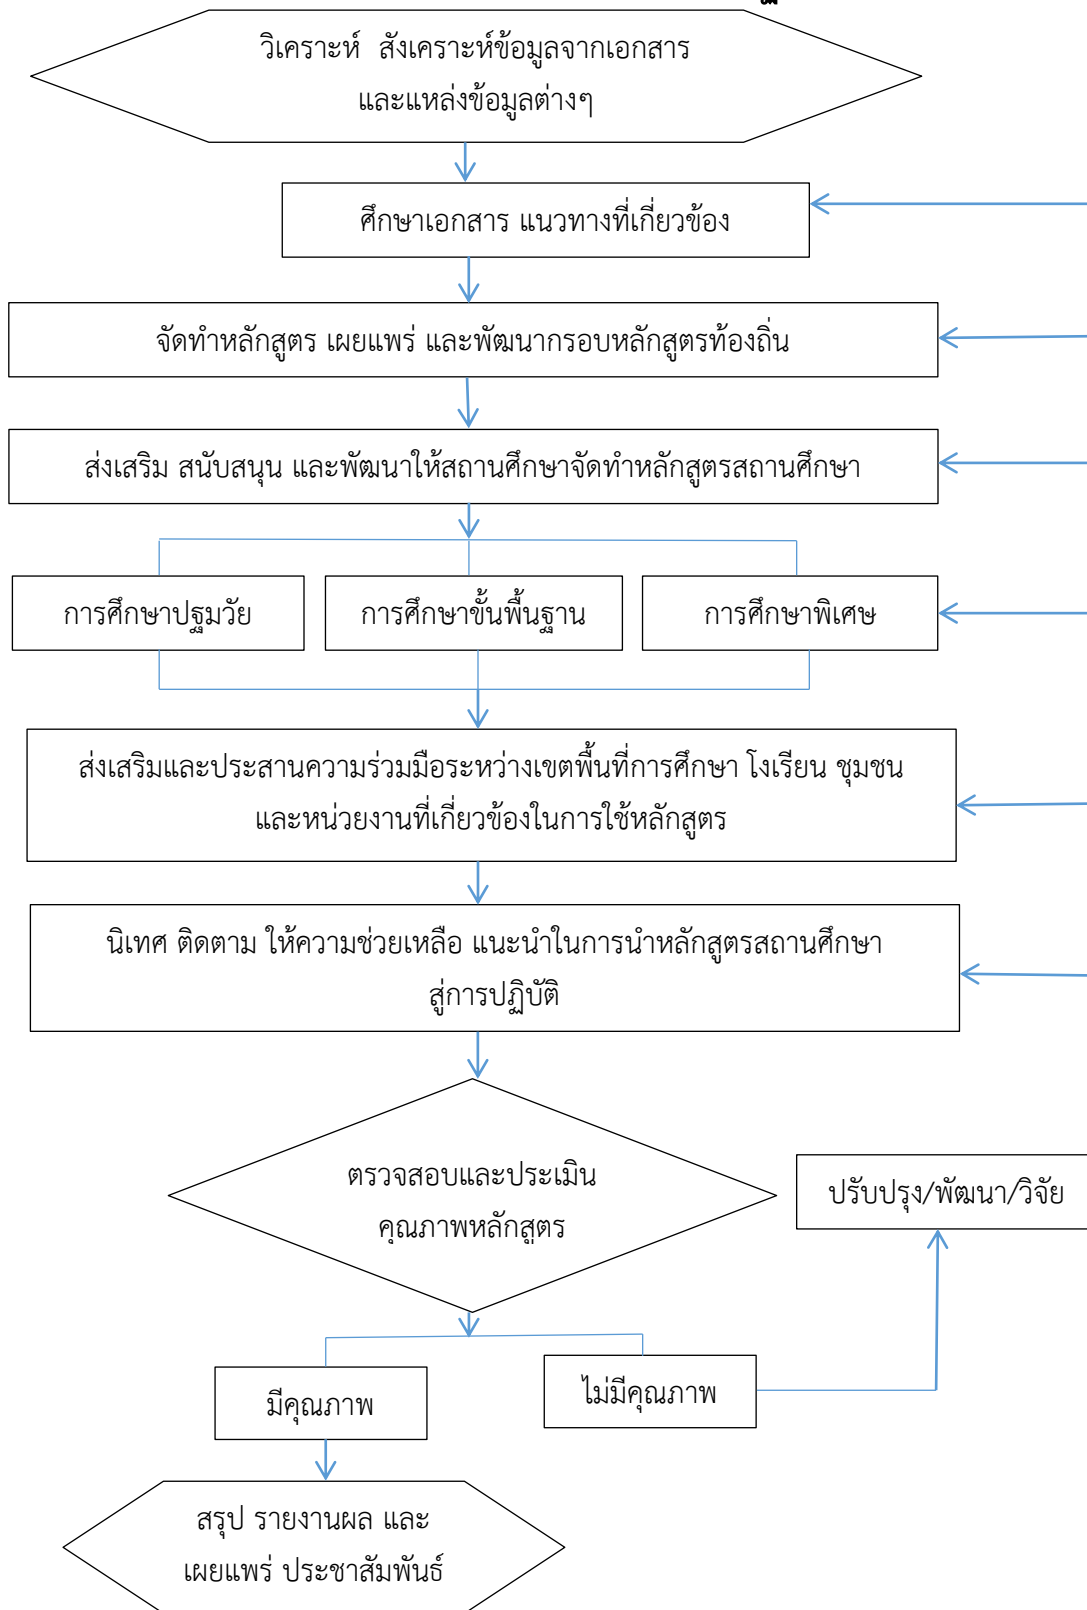 วิเคราะห์ สังเคราะห์ข้อมูลจากเอกสาร
และแหล่งข้อมูลต่างๆ
ศึกษาเอกสาร แนวทางที่เกี่ยวข้อง
จัดทำหลักสูตร เผยแพร่ และพัฒนากรอบหลักสูตรท้องถิ่น
ส่งเสริม สนับสนุน และพัฒนาให้สถานศึกษาจัดทำหลักสูตรสถานศึกษา
การศึกษาปฐมวัย
การศึกษาขั้นพื้นฐาน
การศึกษาพิเศษ
ส่งเสริมและประสานความร่วมมือระหว่างเขตพื้นที่การศึกษา โงเรียน ชุมชน
และหน่วยงานที่เกี่ยวข้องในการใช้หลักสูตร
นิเทศ ติดตาม ให้ความช่วยเหลือ แนะนำในการนำหลักสูตรสถานศึกษา
สู่การปฏิบัติ
ตรวจสอบและประเมิน
คุณภาพหลักสูตร
ปรับปรุง/พัฒนา/วิจัย
มีคุณภาพ
ไม่มีคุณภาพ
สรุป รายงานผล และ
เผยแพร่ ประชาสัมพันธ์